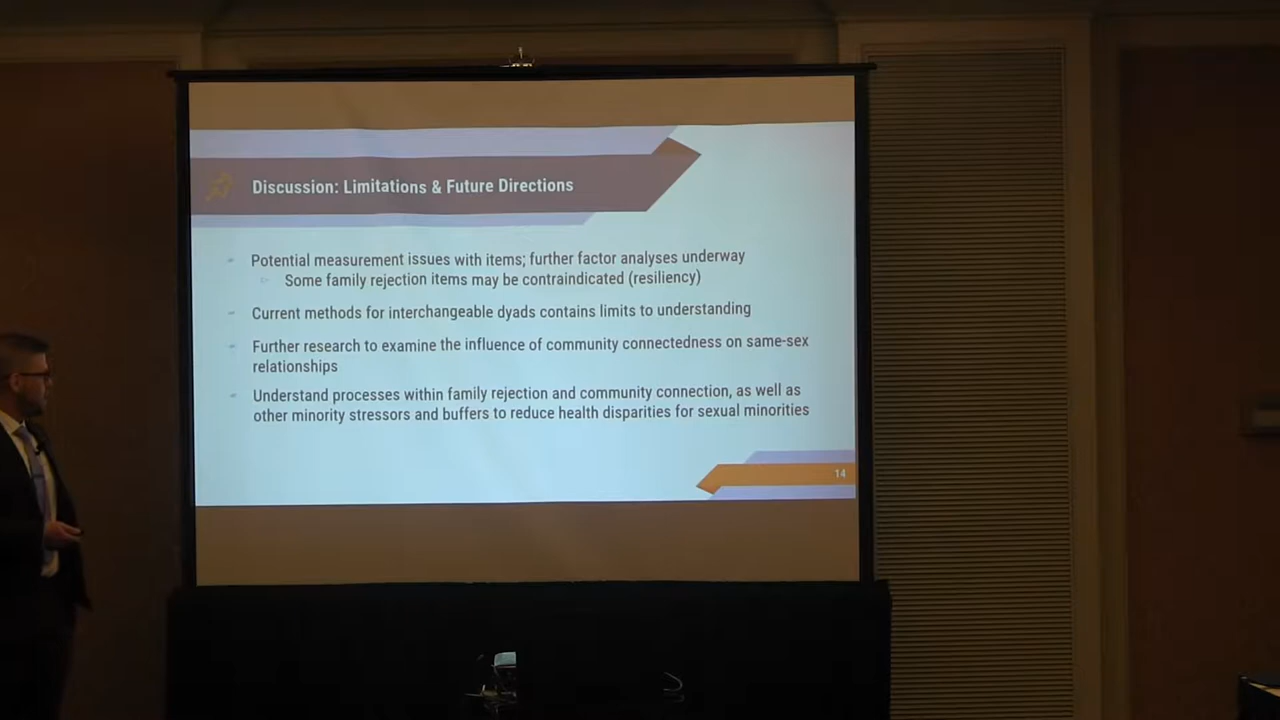 Discussion: Limitations & Future Directions
Potential measurement issues with items; further factor analyses underway
Some family rejection items may be contraindicated (resiliency)
Current methods for interchangeable dyads contains limits to understanding
Further research to examine the influence of community connectedness on same-sex
relationships
Understand processes within family rejection and community connection, as well as
other minority stressors and buffers to reduce health disparities for sexual minorities
14